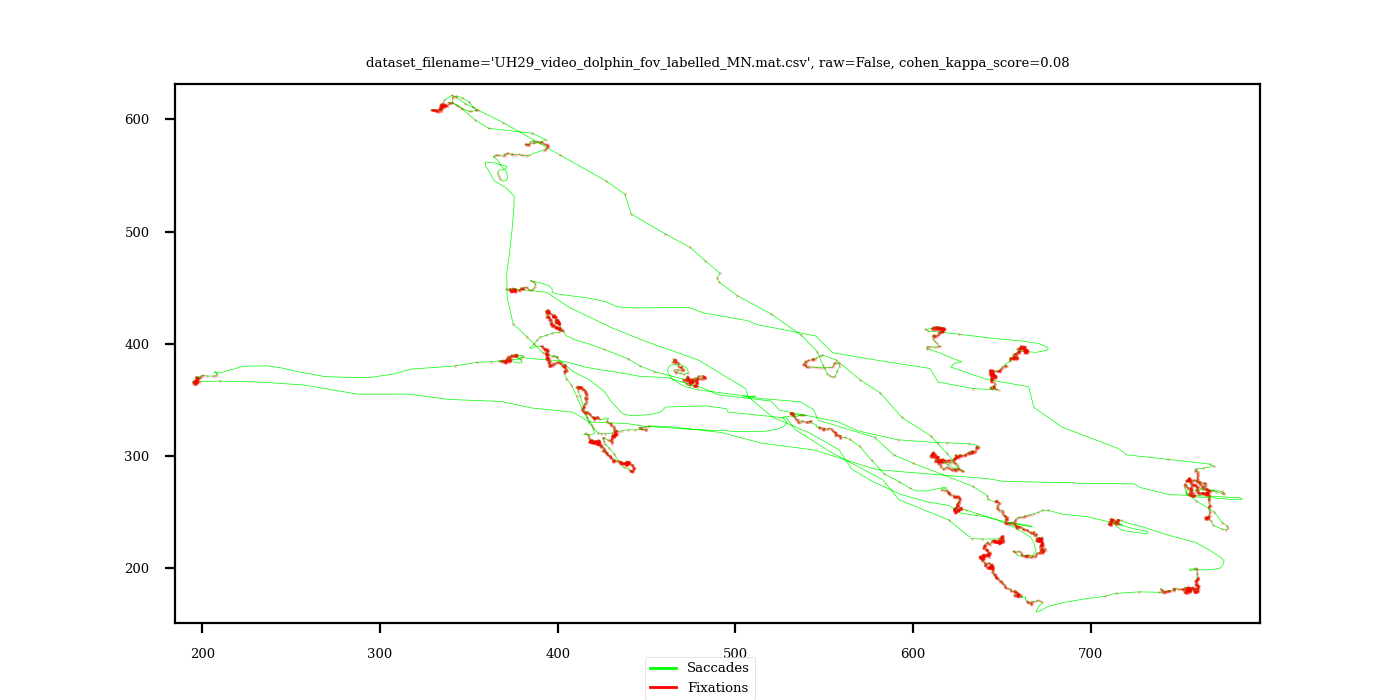 dataset_filename='UH29_video_dolphin_fov_labelled_MN.mat.csv', raw=False, cohen_kappa_score=0.08
600
500
400
300
200
200 300 400 500 600 700
Saccades
Fixations